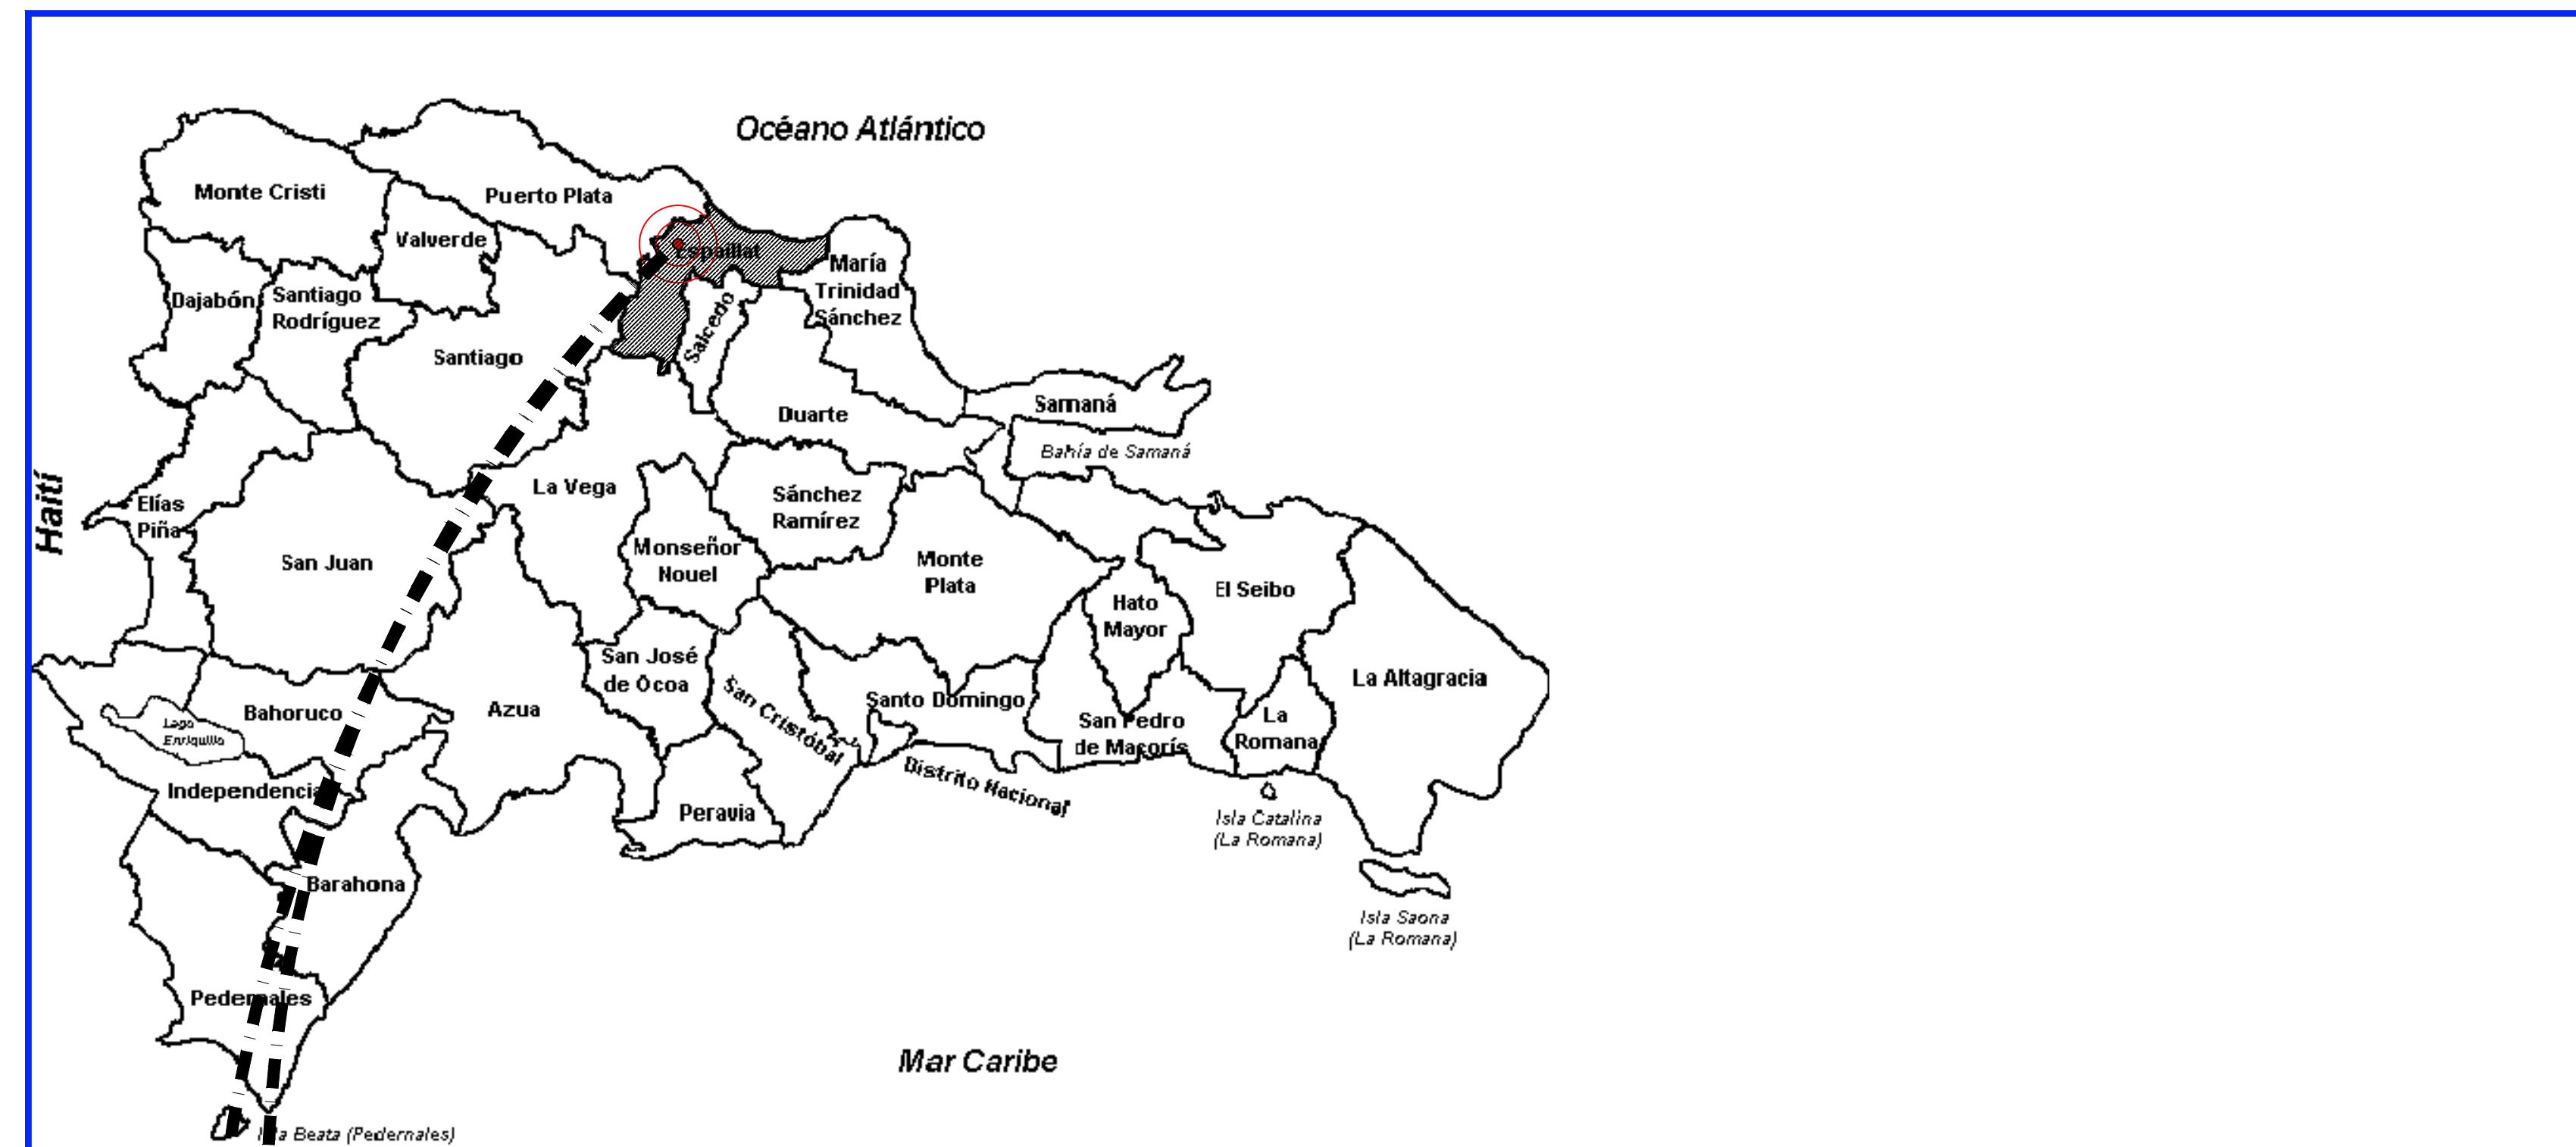 Océano Atlántico
Monte Cristi
Puerto Plata
Valverde
Espaillat
María
Trinidad
Sánchez
Dajabón
Santiago
Rodríguez
Salcedo
Santiago
Duarte
Samaná
Bahía de Samaná
Haití
Elías
Piña
La Vega
Sánchez
Ramírez
San Juan
Monseñor
Nouel
Monte
Plata
El Seibo
Hato
Mayor
San José
de Ocoa
La Altagracia
San Cristóbal
Santo Domingo
Azua
Bahoruco
Lago
Enriquillo
San Pedro
de Macorís
La
Romana
Distrito Nacional
Independencia
Peravia
Isla Catalina
(La Romana)
Barahona
Isla Saona
(La Romana)
Pedernales
Mar Caribe
Isla Beata (Pedernales)